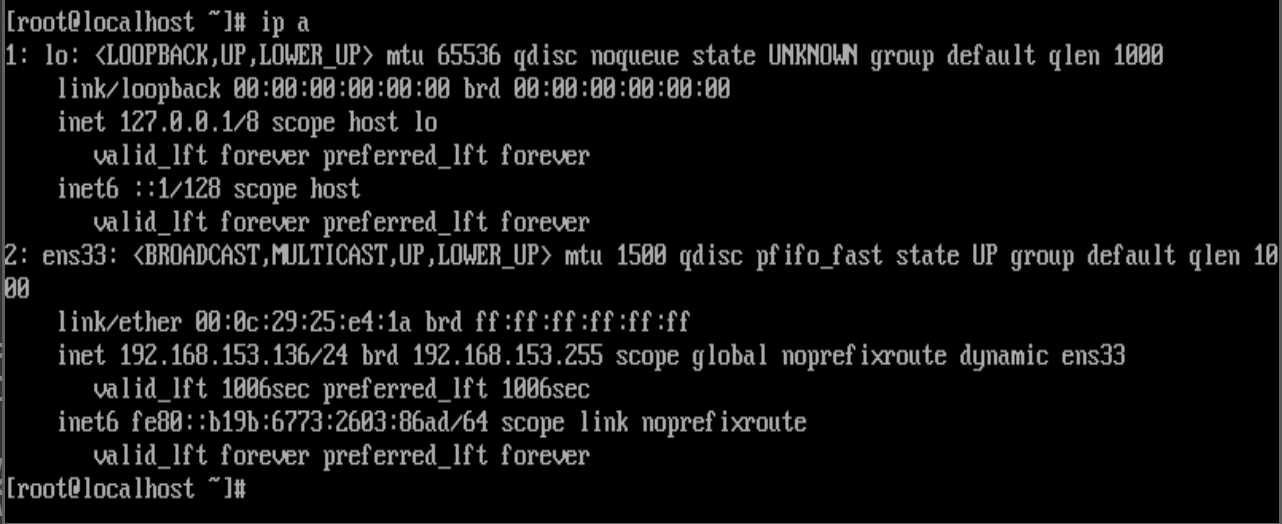 [root@localhost ~]# ip a
1: lo: <LOOPBACK,UP,LOWER_UP> mtu 65536 qdisc noqueue state UNKNOWN group default qlen 1000
    link/loopback 00:00:00:00:00:00 brd 00:00:00:00:00:00
    inet 127.0.0.1/8 scope host lo
       valid_lft forever preferred_lft forever
    inet6 ::1/128 scope host
       valid_lft forever preferred_lft forever
2: ens33: <BROADCAST,MULTICAST,UP,LOWER_UP> mtu 1500 qdisc pfifo_fast state UP group default qlen 10
00
    link/ether 00:0c:29:25:e4:1a brd ff:ff:ff:ff:ff:ff
    inet 192.168.153.136/24 brd 192.168.153.255 scope global noprefixroute dynamic ens33
       valid_lft 1006sec preferred_lft 1006sec
    inet6 fe80::b19b:6773:2603:86ad/64 scope link noprefixroute
       valid_lft forever preferred_lft forever
[root@localhost ~]#